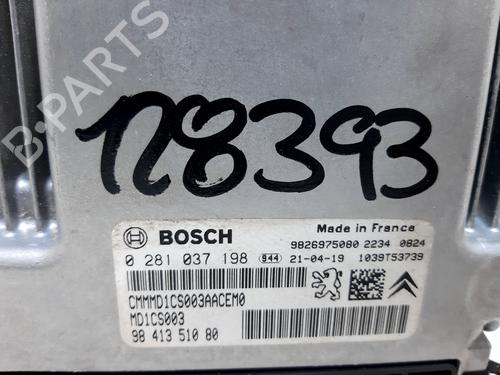 B-PARTS
128393
BOSCH
Made in France
9826975080 2234 0824
0 281 037 198 944 21-04-19 1039T53739
CMMMD1CS003AACEM0
MD1CS003
98 413 510 80